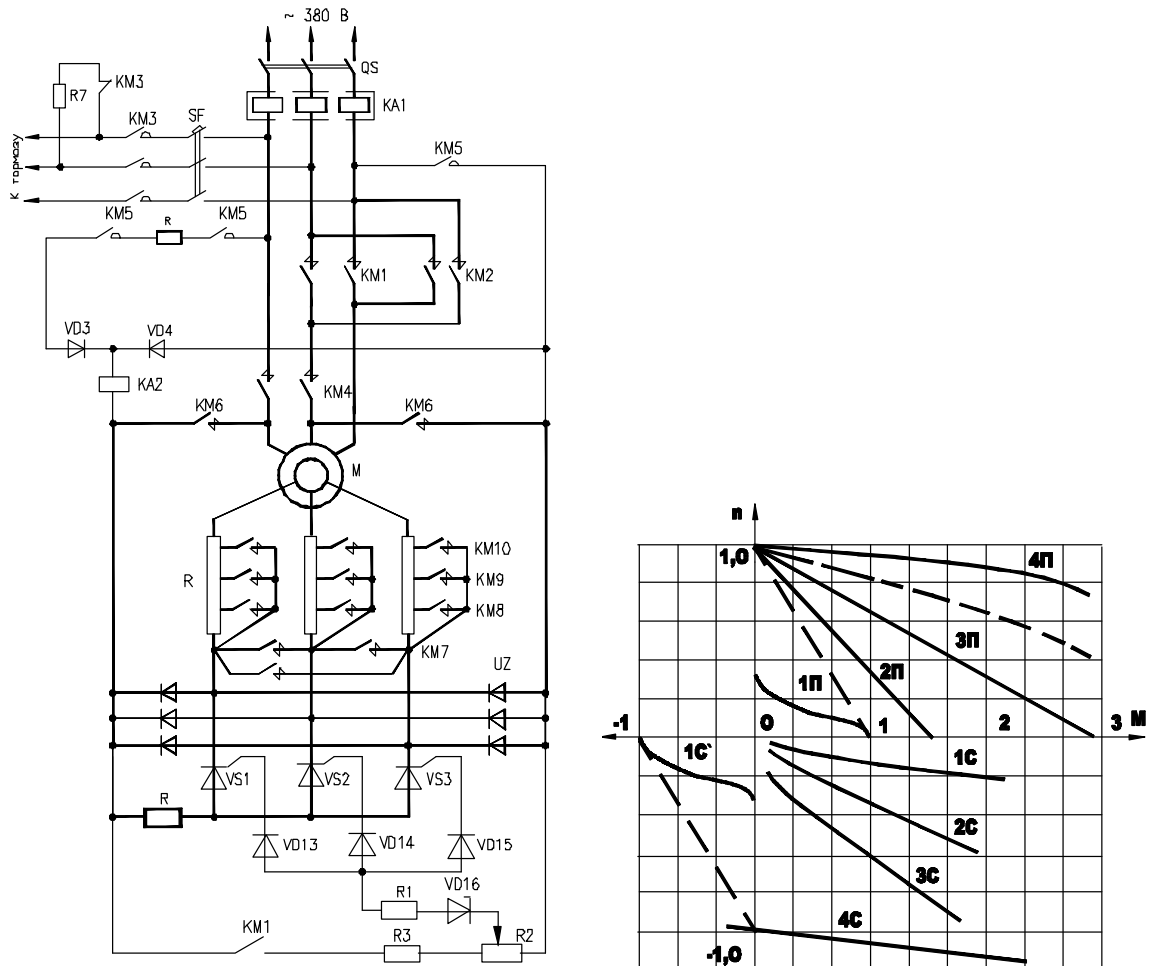 ~ 380 В
QS
KA1
KM3
R7
KM3
SF
К тормозу
KM5
KM5
R
KM5
KM1
KM2
VD3
VD4
KA2
KM4
KM6
KM6
M
R
KM10
KM9
KM8
KM7
UZ
VS1
VS2
VS3
R
VD13
VD14
VD15
R1
VD16
KM1
R3
R2
n
1,0
4П
3П
2П
1П
-1
0
1
2
3
M
1С`
1С
2С
3С
4С
-1,0